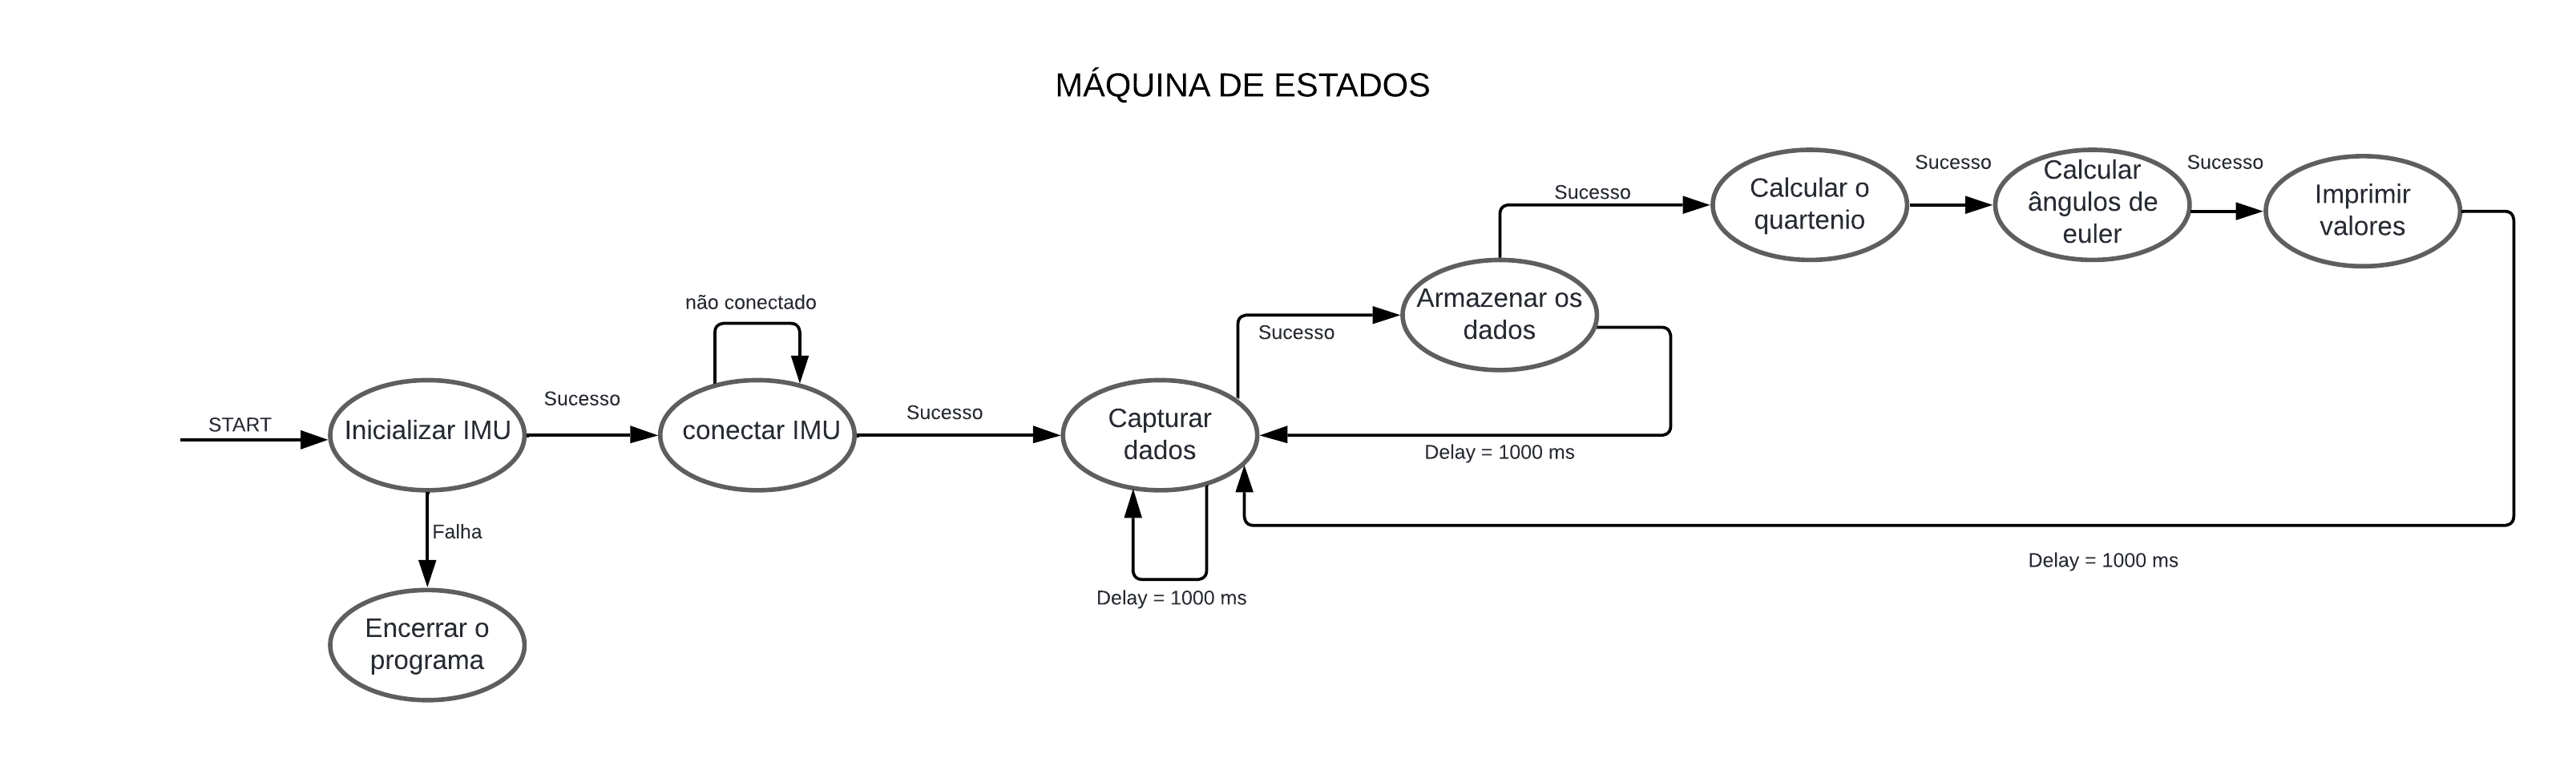 MÁQUINA DE ESTADOS
START
Inicializar IMU
Sucesso
Falha
Encerrar o
programa
não conectado
conectar IMU
Sucesso
Capturar
dados
Delay = 1000 ms
Sucesso
Armazenar os
dados
Delay = 1000 ms
Sucesso
Calcular o
quartenio
Sucesso
Calcular
ângulos de
euler
Sucesso
Imprimir
valores
Delay = 1000 ms